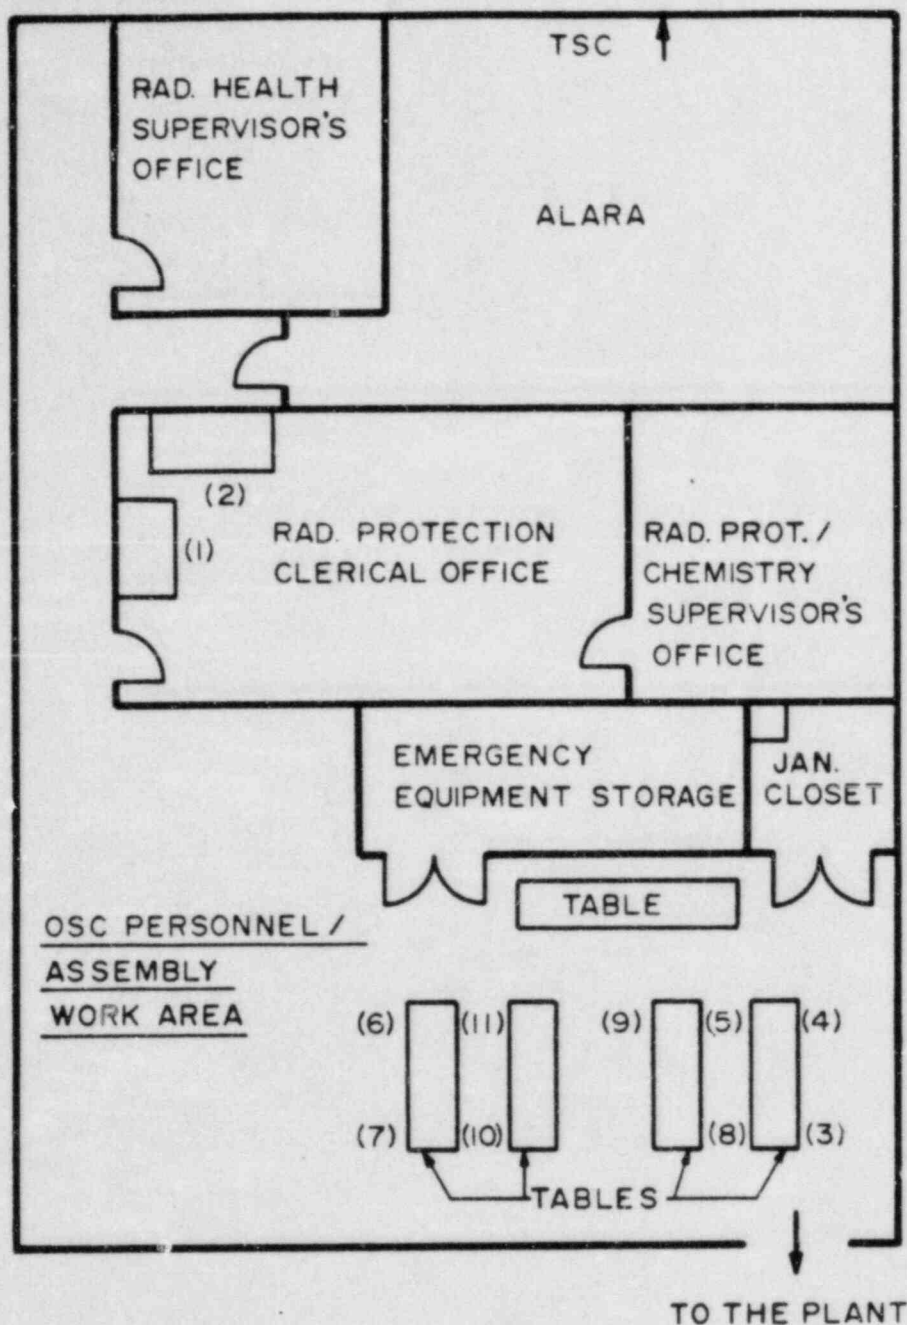 TSC
RAD. HEALTH
SUPERVISOR'S
OFFICE
ALARA
(2)
(1)
RAD. PROTECTION
CLERICAL OFFICE
RAD. PROT. /
CHEMISTRY
SUPERVISOR'S
OFFICE
EMERGENCY
EQUIPMENT STORAGE
JAN.
CLOSET
TABLE
OSC PERSONNEL /
ASSEMBLY
WORK AREA
(6) (11) (9) (5) (4)
(7) (10) (8) (3)
TABLES
TO THE PLANT